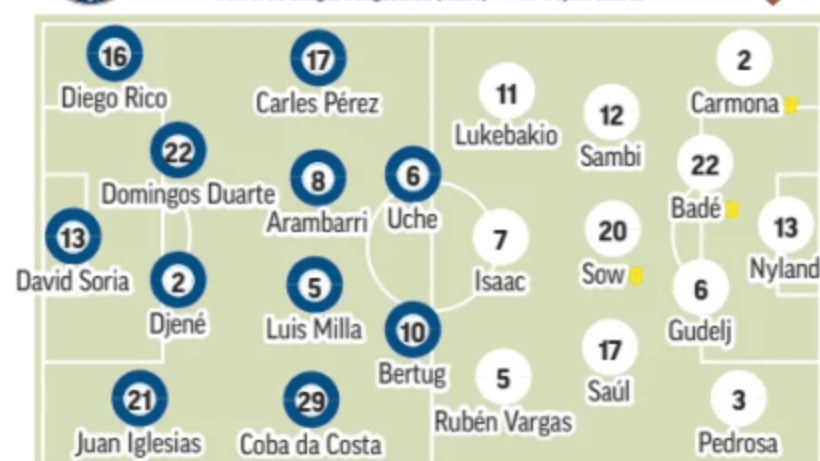 16
Diego Rico
17
Carles Pérez
11
Lukebakio
12
Sambi
2
Carmona
22
Domingos Duarte
8
Arambarri
6
Uche
22
Badé
13
David Soria
7
Isaac
20
Sow
13
Nyland
2
Djené
5
Luis Milla
10
Bertug
6
Gudelj
21
Juan Iglesias
29
Coba da Costa
5
Rubén Vargas
17
Saúl
3
Pedrosa